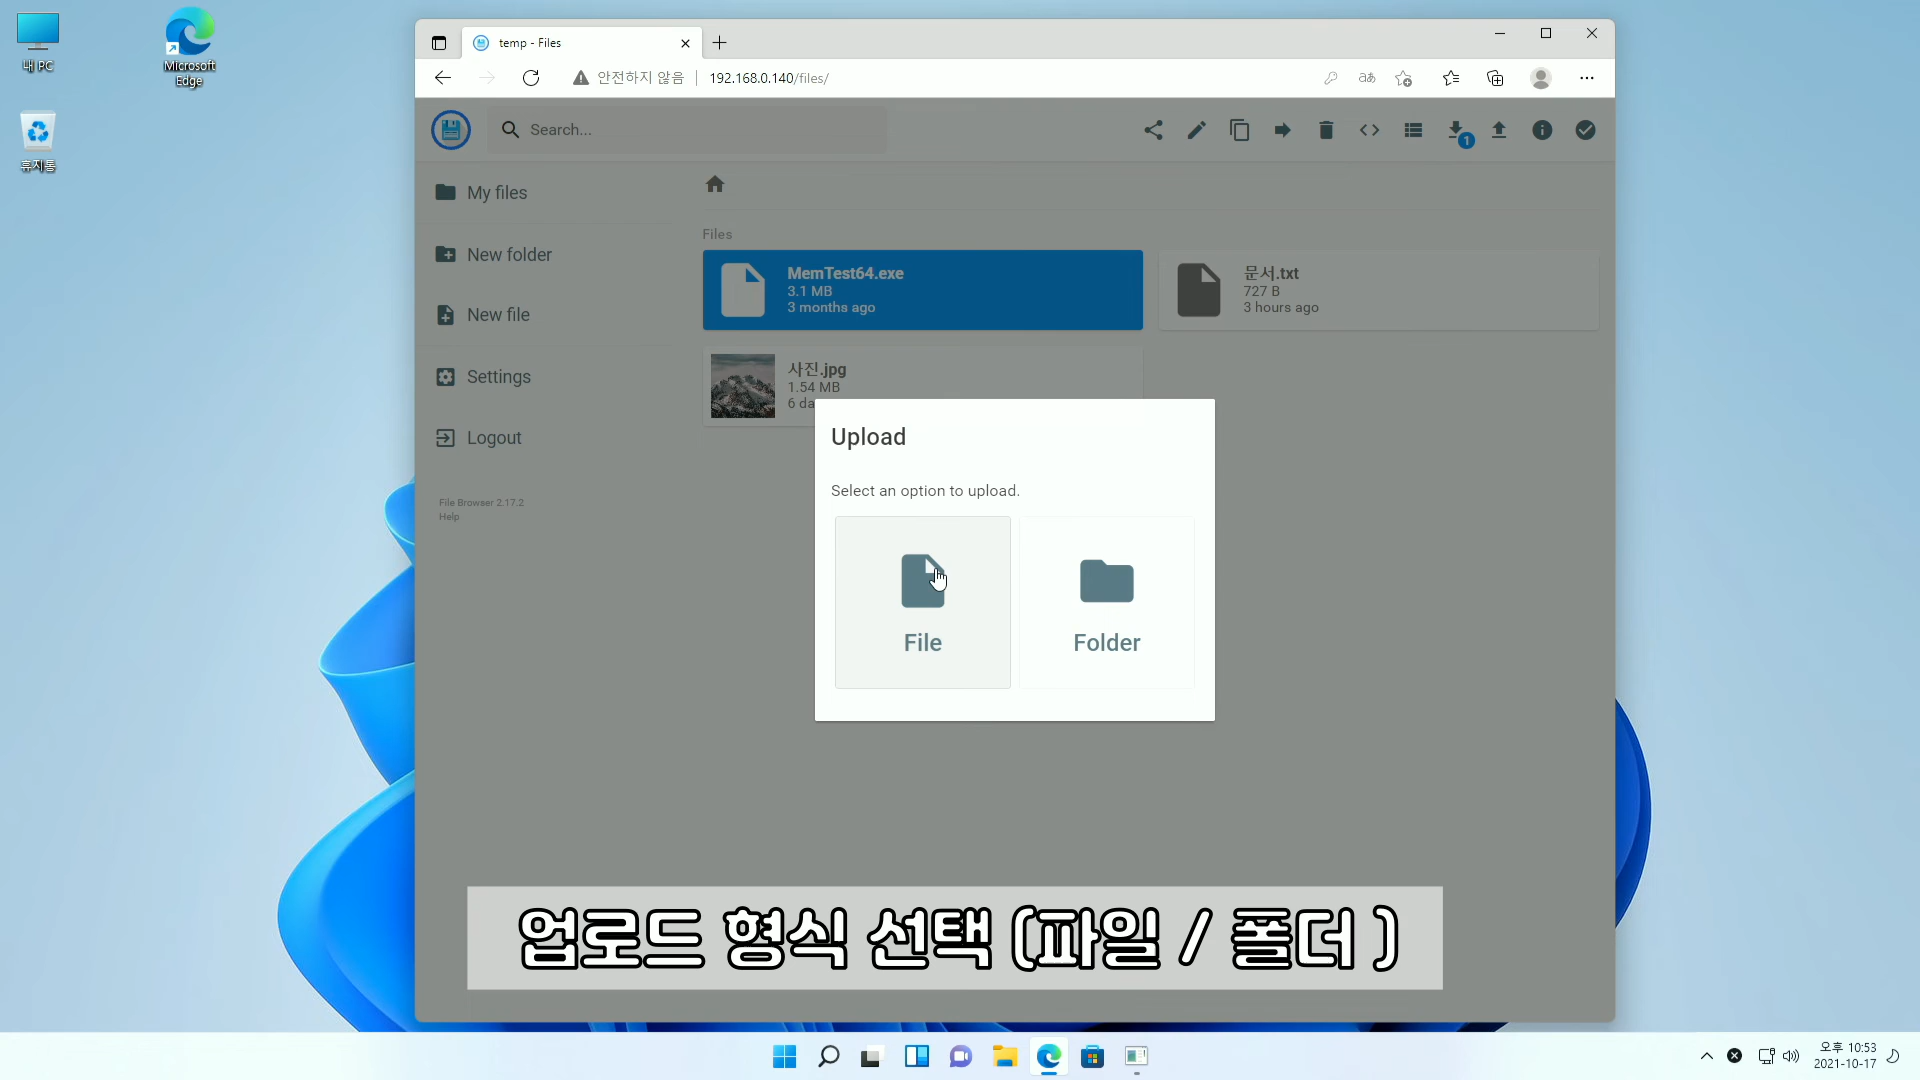 내 PC
Microsoft
Edge
휴지통
temp - Files
안전하지 않음
192.168.0.140/files/
Search...
1
My files
New folder
New file
Settings
Logout
File Browser 2.17.2
Help
Files
MemTest64.exe
3.1 MB
3 months ago
문서.txt
727 B
3 hours ago
사진.jpg
1.54 MB
6 da
Upload
Select an option to upload.
File
Folder
업로드 형식 선택 (파일 / 폴더 )
오후 10:53
2021-10-17